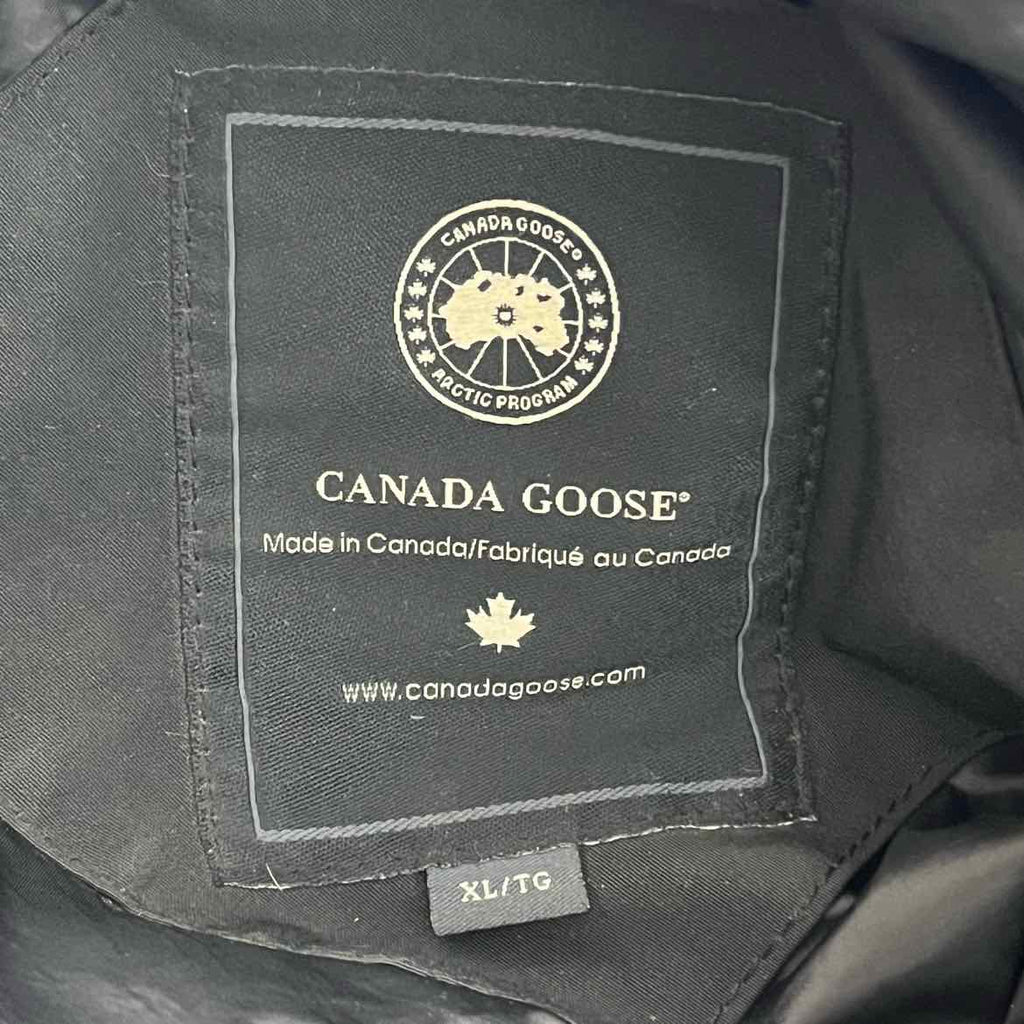 CANADA GOOSE®
ARCTIC PROGRAM
CANADA GOOSE®
Made in Canada/Fabriqué au Canada
www.canadagoose.com
XL/TG